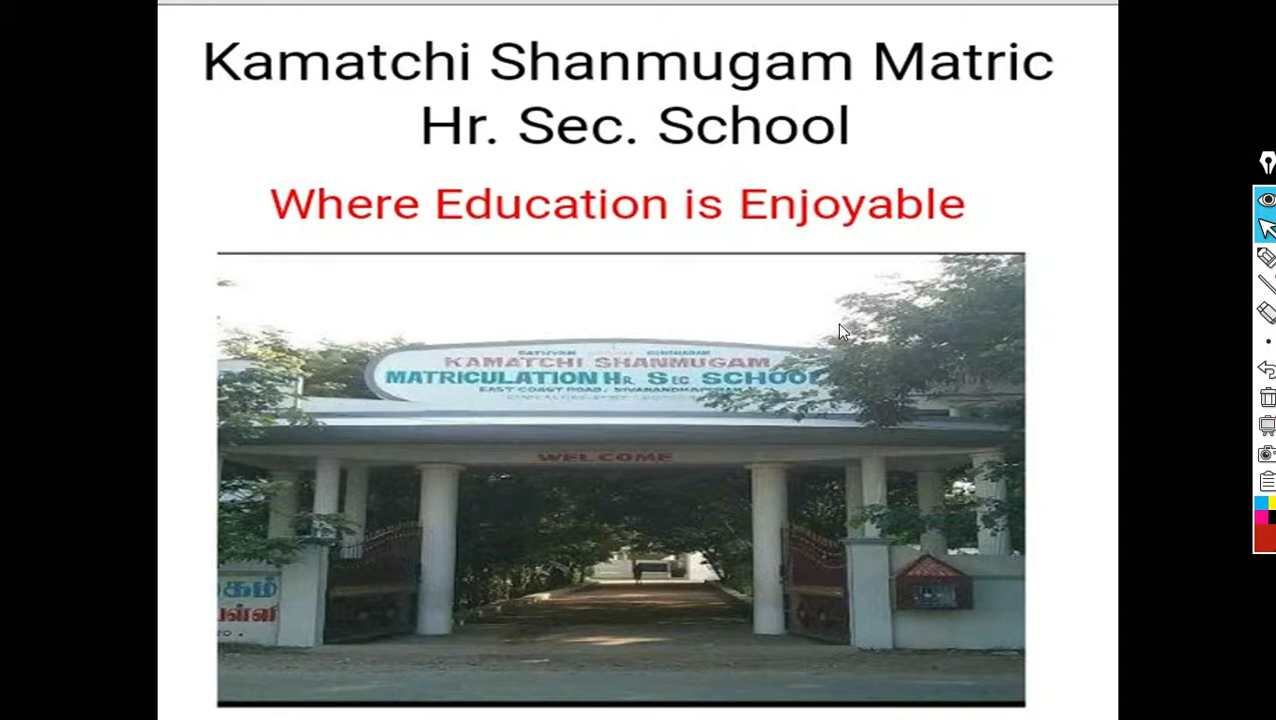 Kamatchi Shanmugam Matric
Hr. Sec. School
Where Education is Enjoyable
KAMATCHI SHANMUGAM
MATRICULATION Hr. Sec SCHOOL
EAST COAST ROAD,
WELCOME
கம்